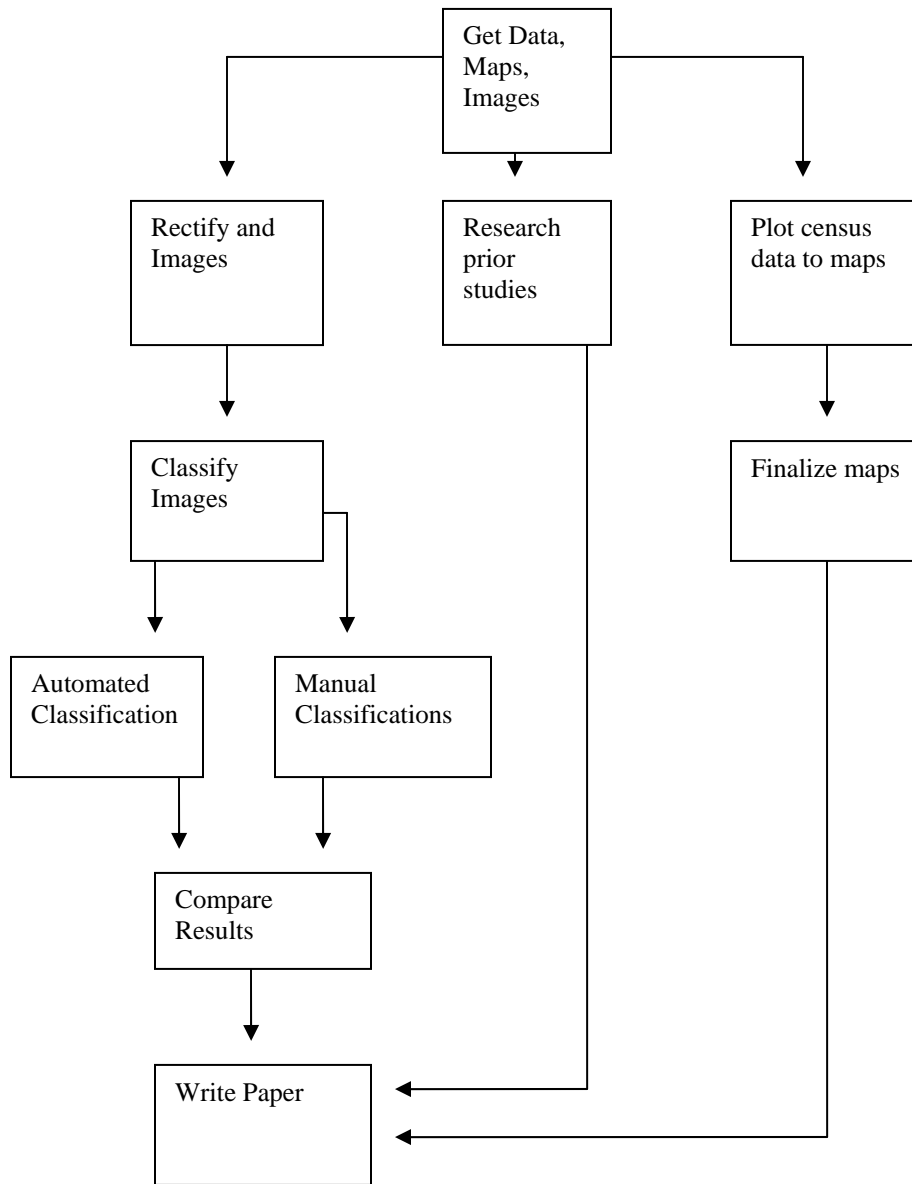 Get Data,
Maps,
Images
Rectify and
Images
Research
prior
studies
Plot census
data to maps
Classify
Images
Finalize maps
Automated
Classification
Manual
Classifications
Compare
Results
Write Paper